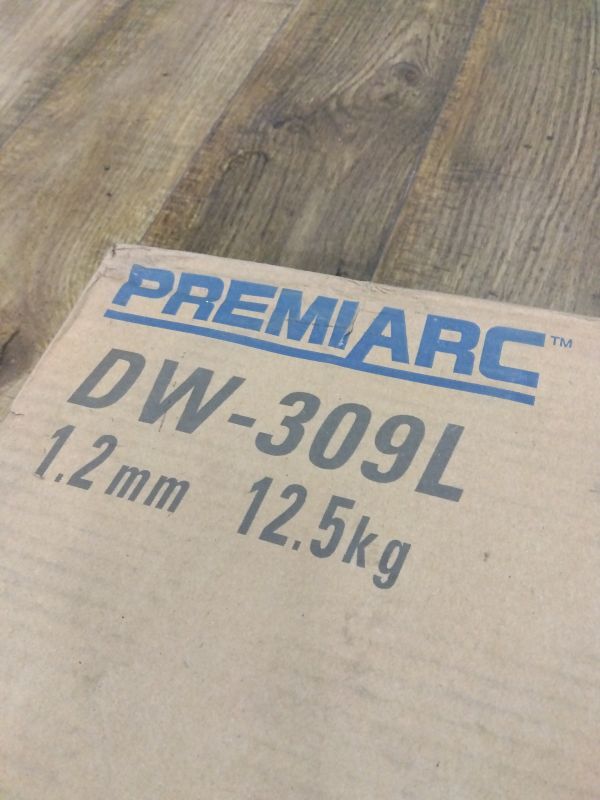 PREMIARC™
DW-309L
1.2mm 12.5kg